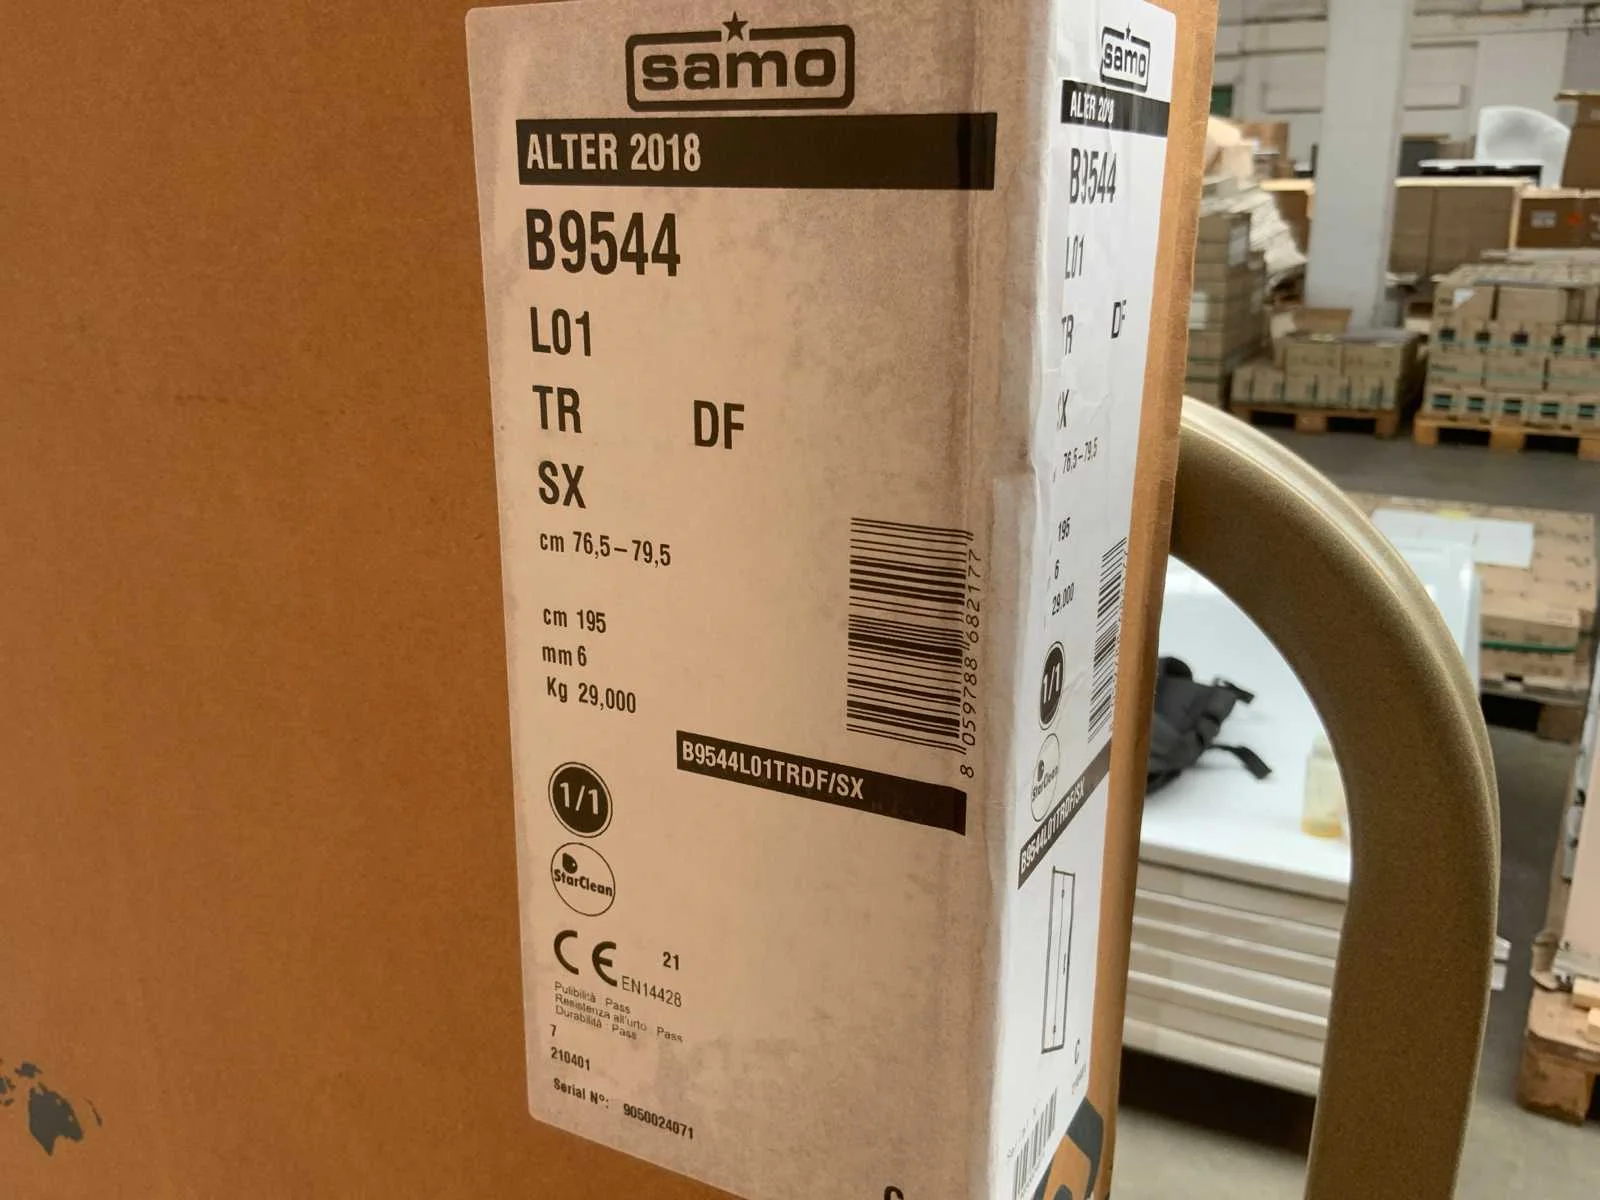 samo
ALTER 2018
B9544
L01
TR DF
SX
cm 76,5–79,5
cm 195
mm 6
Kg 29,000
8 059788 682177
B9544L01TRDF/SX
1/1
StarClean
CE 21
EN14428
Pulibilità : Pass
Resistenza all'urto : Pass
Durabilità : Pass
7
210401
Serial N°: 9050024071
samo
ALTER 2018
B9544
L01
TR DF
76,5–79,5
195
6
29,000
1/1
StarClean
B9544L01TRDF/SX
C